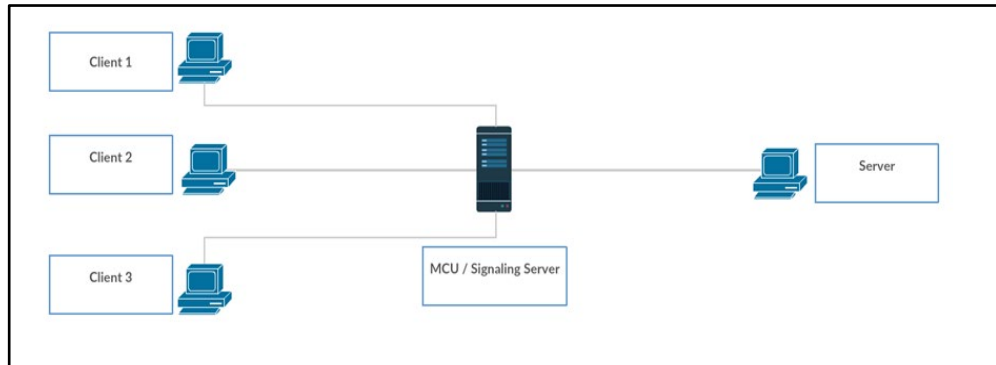 Client 1
Client 2
Server
MCU / Signaling Server
Client 3